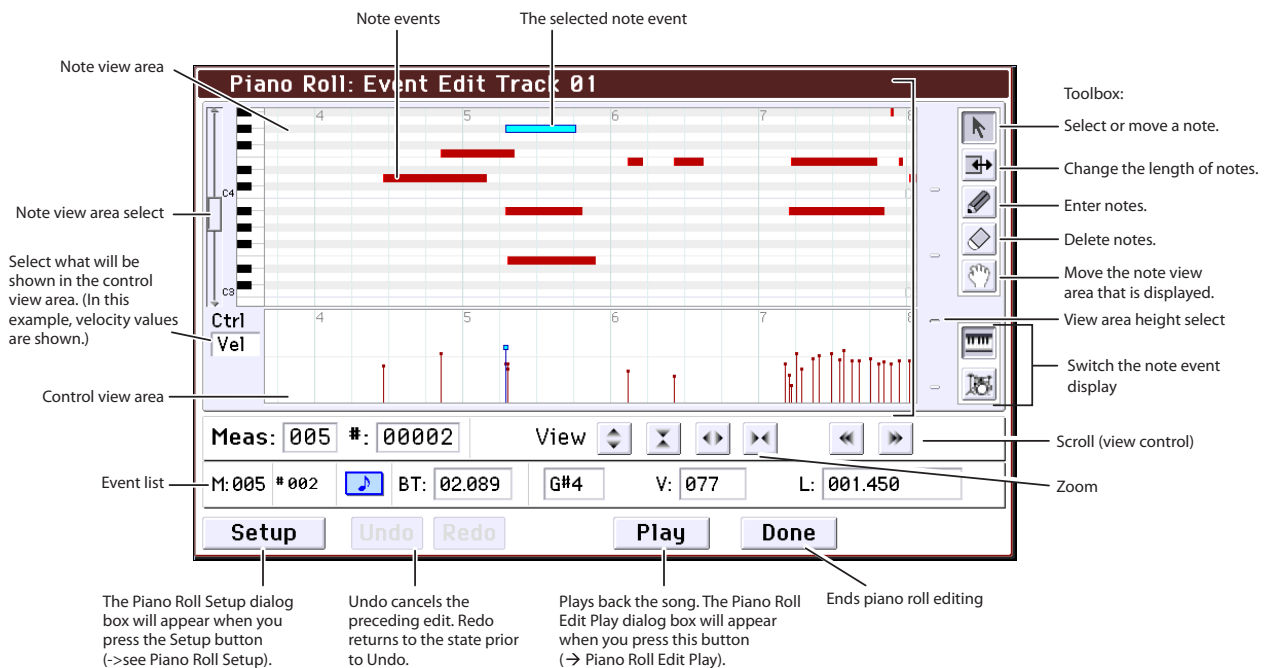 Note events
The selected note event
Note view area
Piano Roll: Event Edit Track 01
Toolbox:
4 5 6 7 8
Select or move a note.
Change the length of notes.
C4
Note view area select
Enter notes.
Delete notes.
Select what will be
shown in the control
view area. (In this
example, velocity values
are shown.)
Move the note view
area that is displayed.
C3
Ctrl
Vel
4 5 6 7 8
View area height select
Switch the note event
display
Control view area
Meas: 005 #: 00002 View
Scroll (view control)
Event list
M: 005 #002 BT: 02.089 G#4 V: 077 L: 001.450
Zoom
Setup Undo Redo Play Done
The Piano Roll Setup dialog
box will appear when you
press the Setup button
(->see Piano Roll Setup).
Undo cancels the
preceding edit. Redo
returns to the state prior
to Undo.
Plays back the song. The Piano Roll
Edit Play dialog box will appear
when you press this button
(→ Piano Roll Edit Play).
Ends piano roll editing